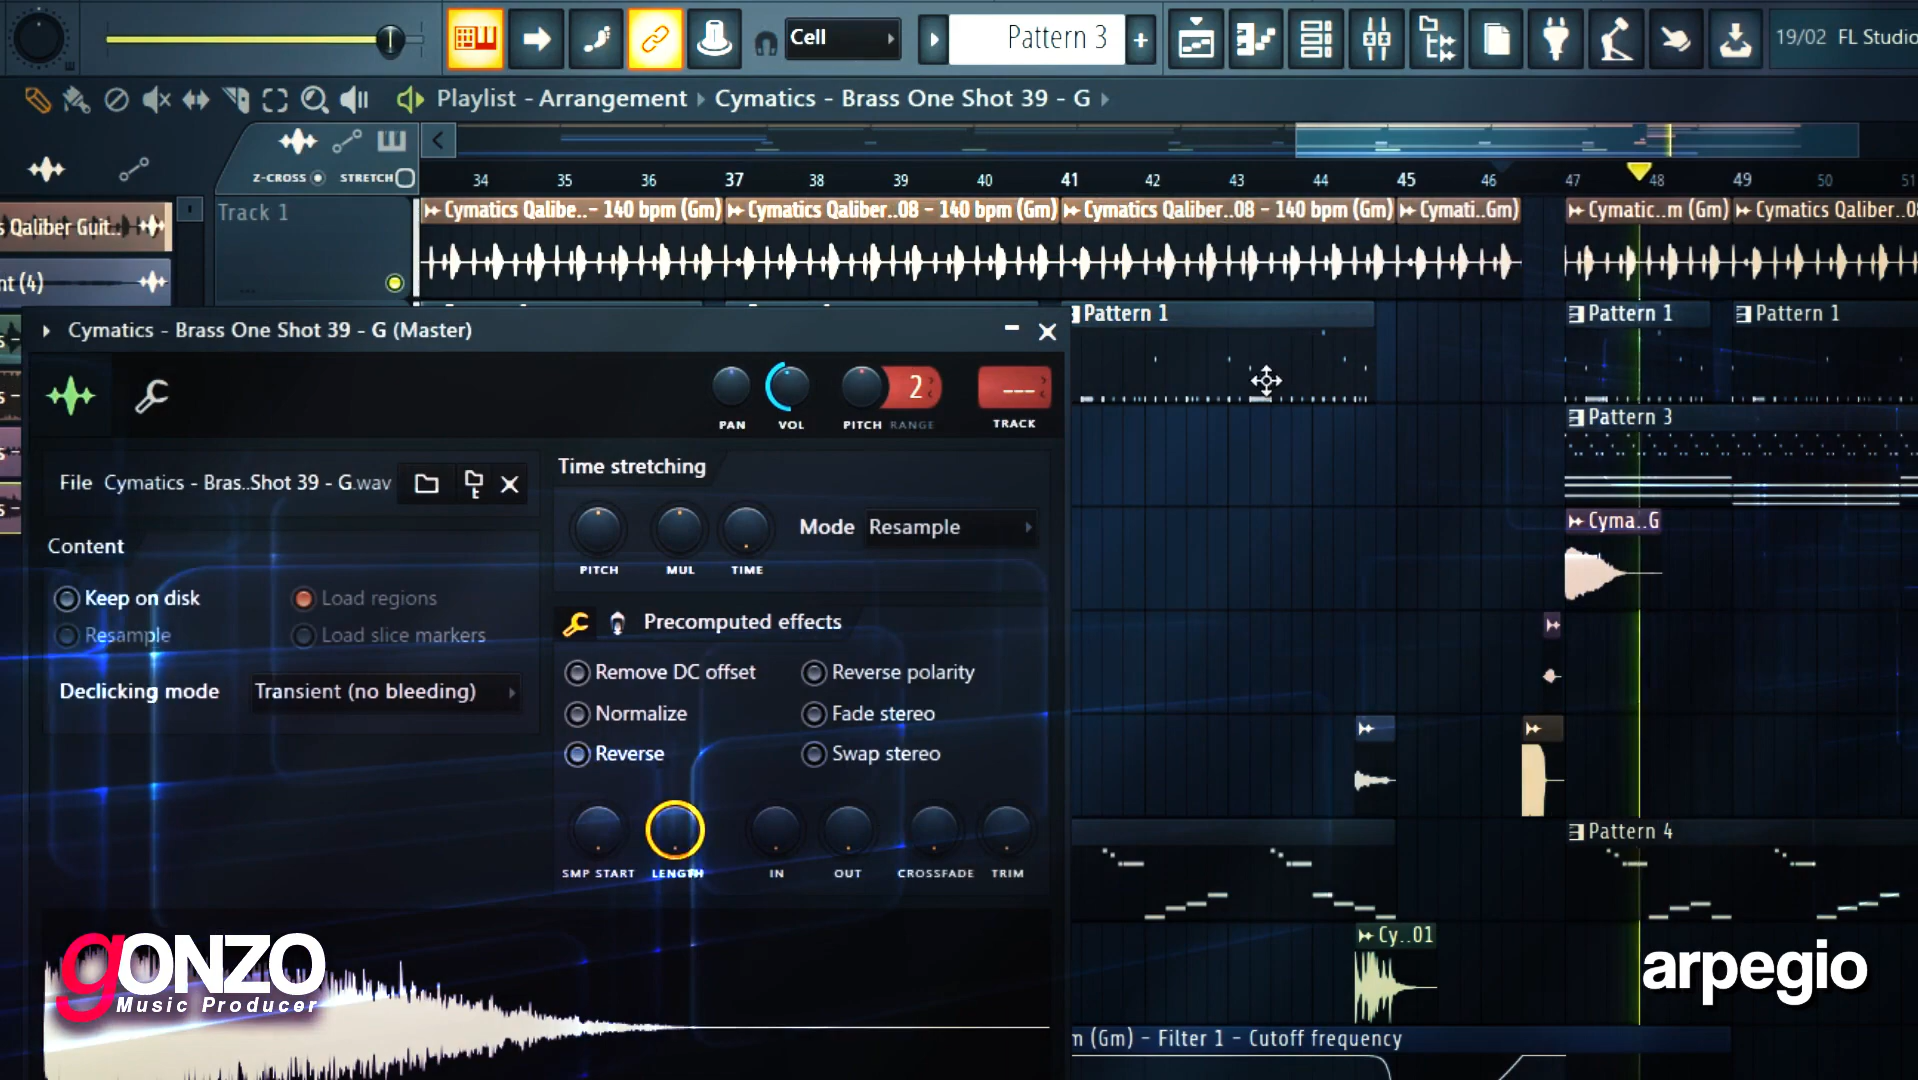 Cell
Pattern 3
19/02 FL Studio
Playlist - Arrangement › Cymatics - Brass One Shot 39 - G
Z-CROSS
STRETCH
34 35 36 37 38 39 40 41 42 43 44 45 46 47 48 49 50 51
s Qaliber Guit..
Track 1
Cymatics Qalibe..- 140 bpm (Gm)
Cymatics Qaliber..08 - 140 bpm (Gm)
Cymatics Qaliber..08 - 140 bpm (Gm)
Cymati..Gm)
Cymatic..m (Gm)
Cymatics Qaliber..08
nt (4)
Pattern 1
Pattern 1
Pattern 1
Cymatics - Brass One Shot 39 - G (Master)
2
---
PAN
VOL
PITCH RANGE
TRACK
Pattern 3
File Cymatics - Bras..Shot 39 - G.wav
Time stretching
Mode Resample
PITCH
MUL
TIME
Cyma..G
Content
Keep on disk
Load regions
Resample
Load slice markers
Declicking mode Transient (no bleeding)
Precomputed effects
Remove DC offset
Reverse polarity
Normalize
Fade stereo
Reverse
Swap stereo
SMP START
LENGTH
IN
OUT
CROSSFADE
TRIM
Pattern 4
Cy..01
gONZO
Music Producer
arpegio
m (Gm) - Filter 1 - Cutoff frequency